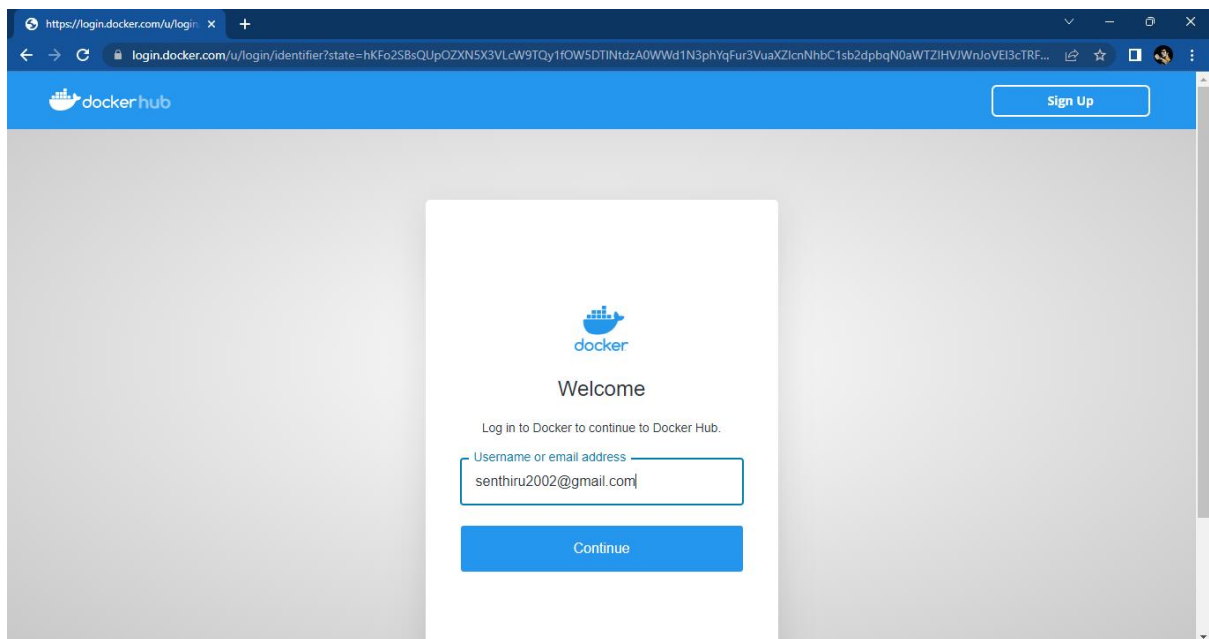 https://login.docker.com/u/login
login.docker.com/u/login/identifier?state=hKFo2SBsQUpOZXN5X3VLcW9TQy1fOW5DTlNtdzA0WWd1N3phYqFur3VuaXZlcnNhbC1sb2dpbqN0aWTZIHVJWnJoVEI3cTRF...
dockerhub
Sign Up
docker
Welcome
Log in to Docker to continue to Docker Hub.
Username or email address
senthiru2002@gmail.com
Continue